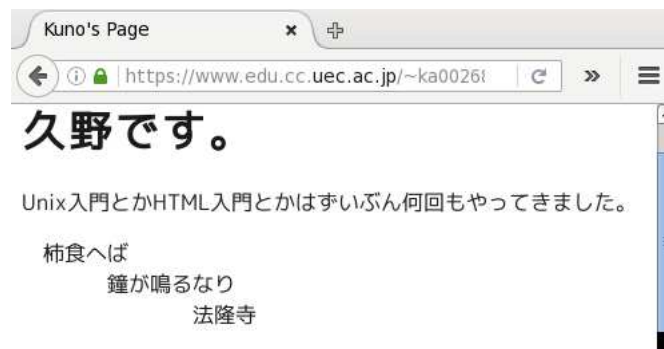 Kuno's Page
https://www.edu.cc.uec.ac.jp/~ka00268
久野です。
Unix入門とかHTML入門とかはずいぶん何回もやってきました。
柿食へば
鐘が鳴るなり
法隆寺